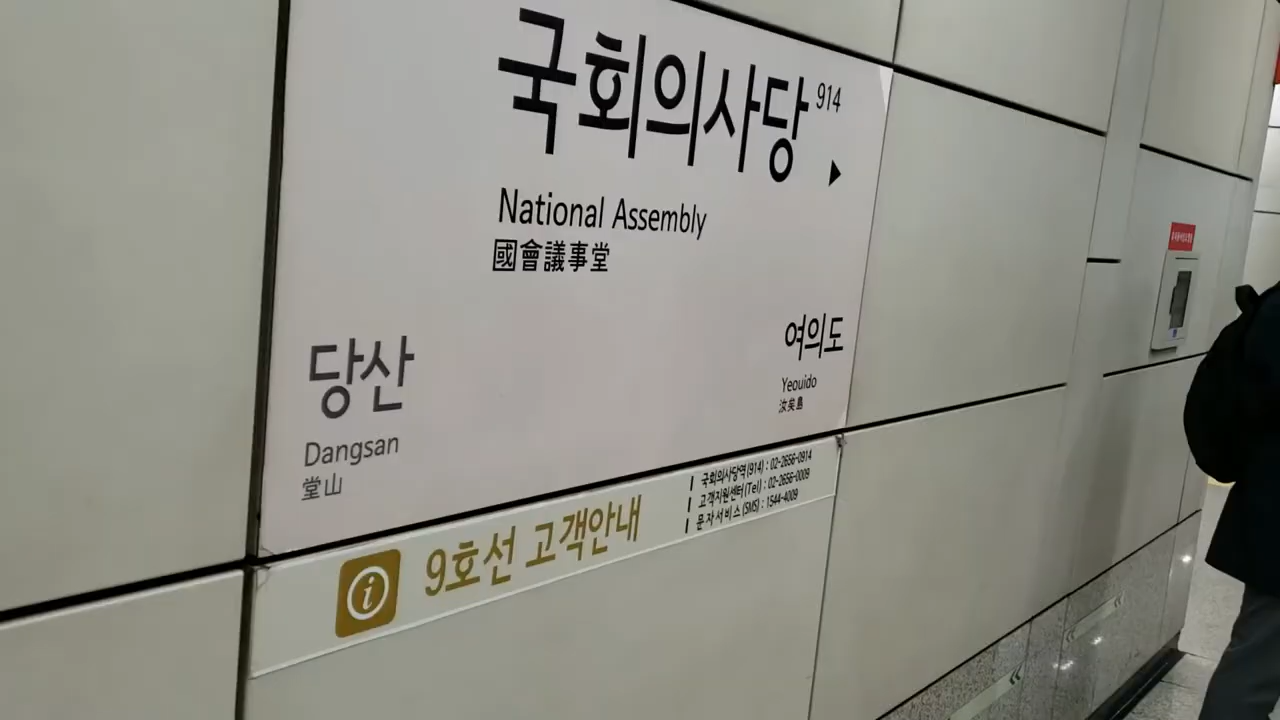 국회의사당 914
▶
National Assembly
國會議事堂
당산
Dangsan
堂山
여의도
Yeouido
汝矣島
i 9호선 고객안내
국회의사당역(914) : 02-2656-0914
고객지원센터(Tel) : 02-2656-0009
문자서비스(SMS) : 1544-4009